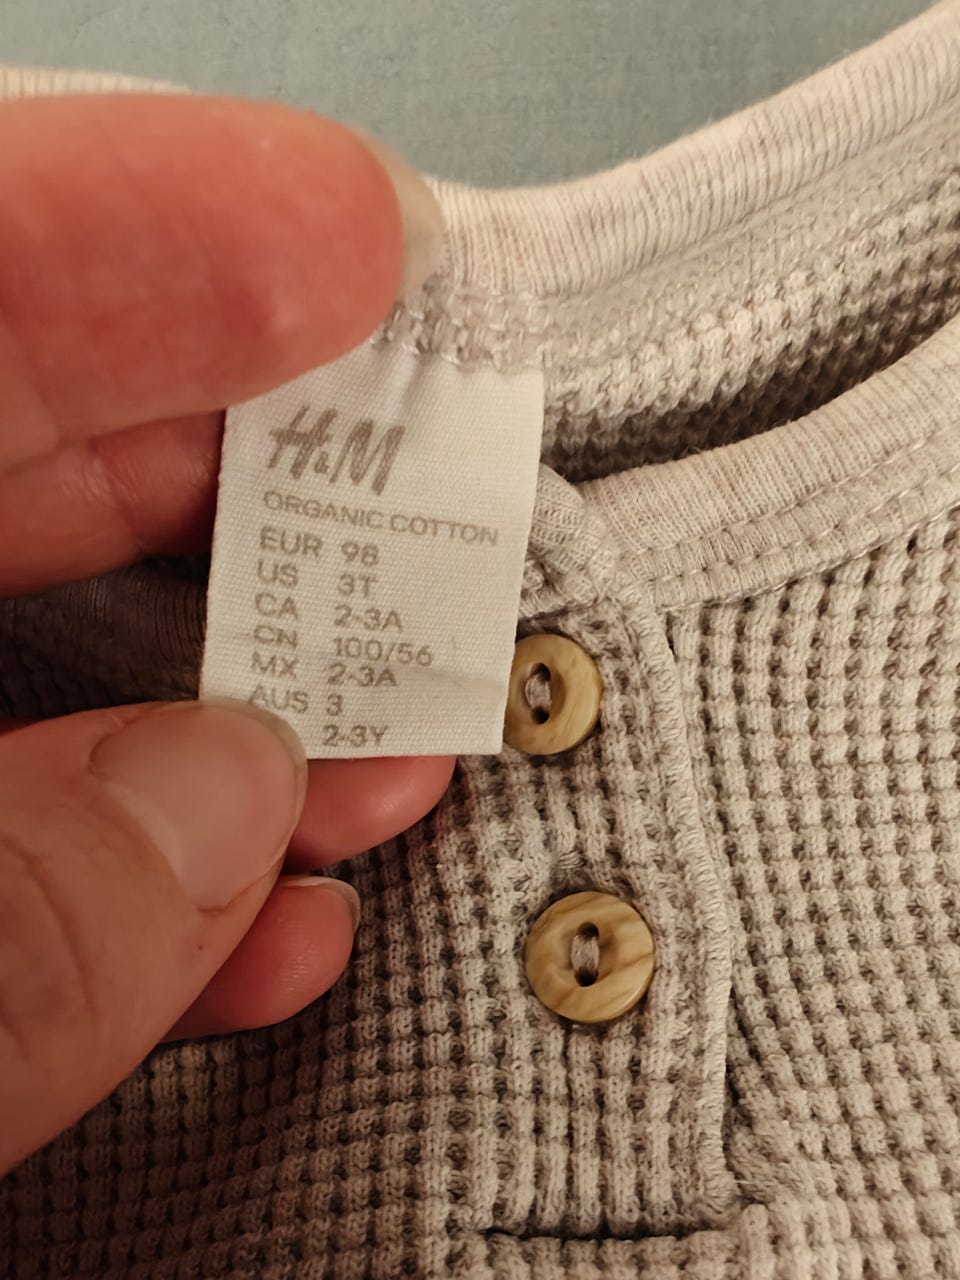 H&M
ORGANIC COTTON
EUR 98
US 3T
CA 2-3A
CN 100/56
MX 2-3A
AUS 3
2-3Y